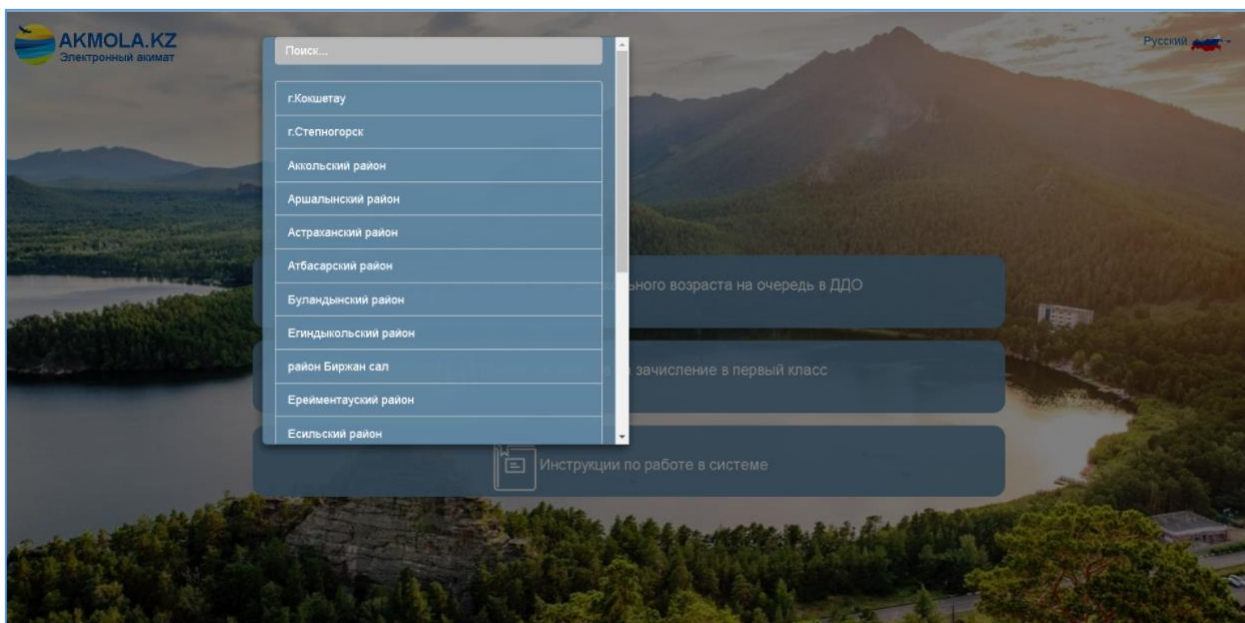 AKMOLA.KZ
Электронный акимат
Русский
Поиск...
г.Кокшетау
г.Степногорск
Аккольский район
Аршалынский район
Астраханский район
Атбасарский район
Буландынский район
Егиндыкольский район
район Биржан сал
Ерейментауский район
Есильский район
возраста на очередь в ДДО
зачисление в первый класс
Инструкции по работе в системе